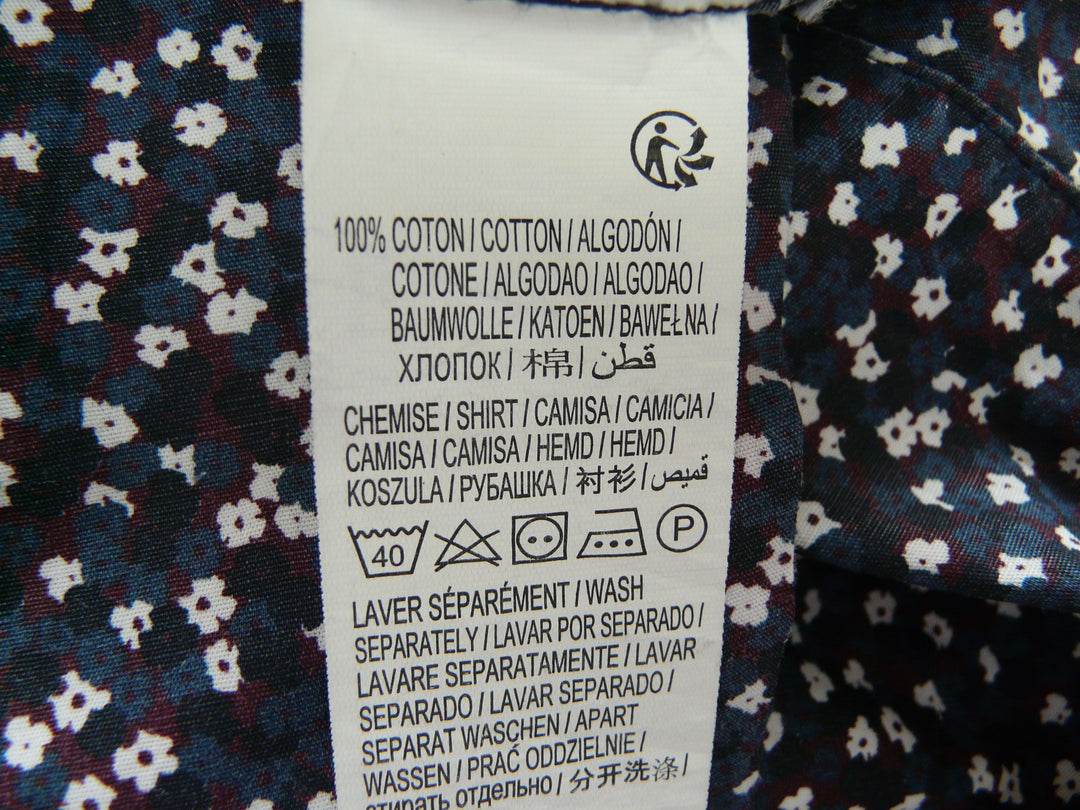 100% COTON / COTTON / ALGODÓN /
COTONE / ALGODAO / ALGODAO /
BAUMWOLLE / KATOEN / BAWEŁNA /
ХЛОПОК / 棉 / قطن
CHEMISE / SHIRT / CAMISA / CAMICIA /
CAMISA / CAMISA / HEMD / HEMD /
KOSZULA / РУБАШКА / 衬衫 / قميص
40 P
LAVER SÉPARÉMENT / WASH
SEPARATELY / LAVAR POR SEPARADO /
LAVARE SEPARATAMENTE / LAVAR
SEPARADO / LAVAR SEPARADO /
SEPARAT WASCHEN / APART
WASSEN / PRAĆ ODDZIELNIE /
стирать отдельно / 分开洗涤 /